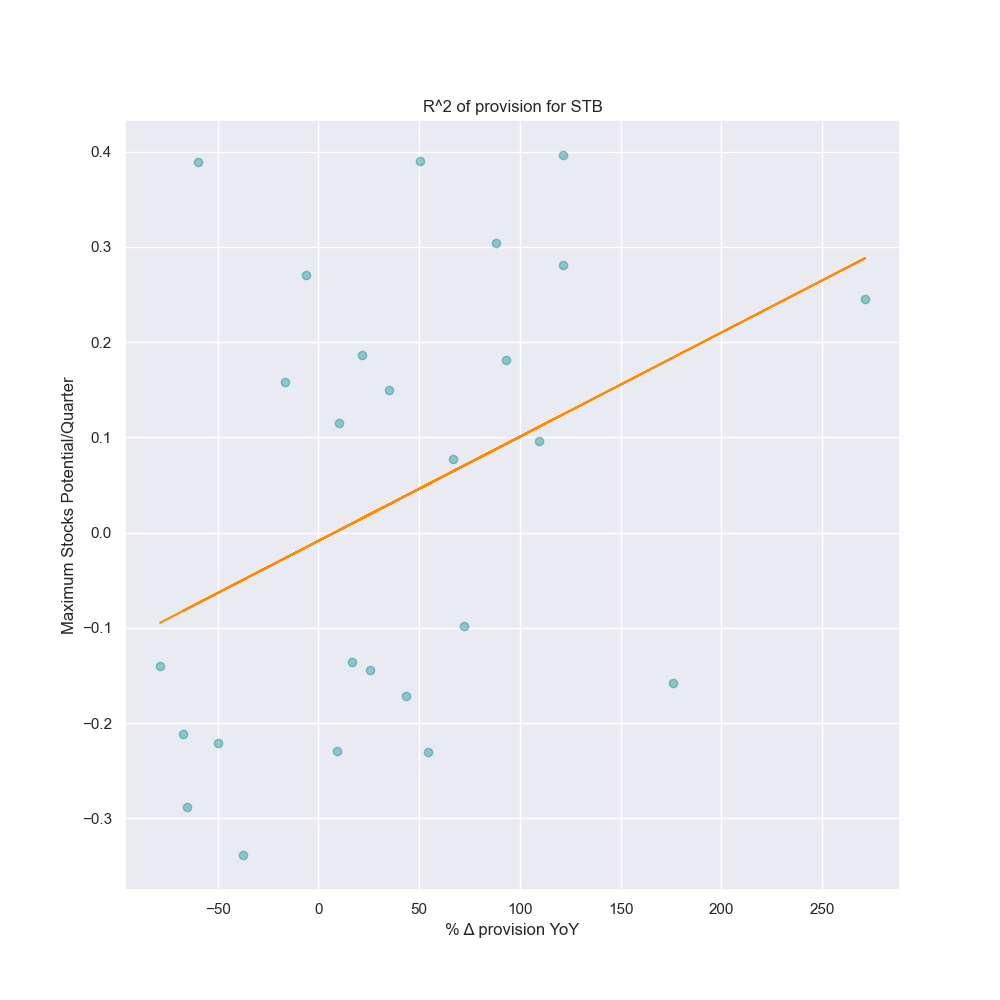 R^2 of provision for STB
Maximum Stocks Potential/Quarter
0.4
0.3
0.2
0.1
0.0
−0.1
−0.2
−0.3
−50 0 50 100 150 200 250
% Δ provision YoY